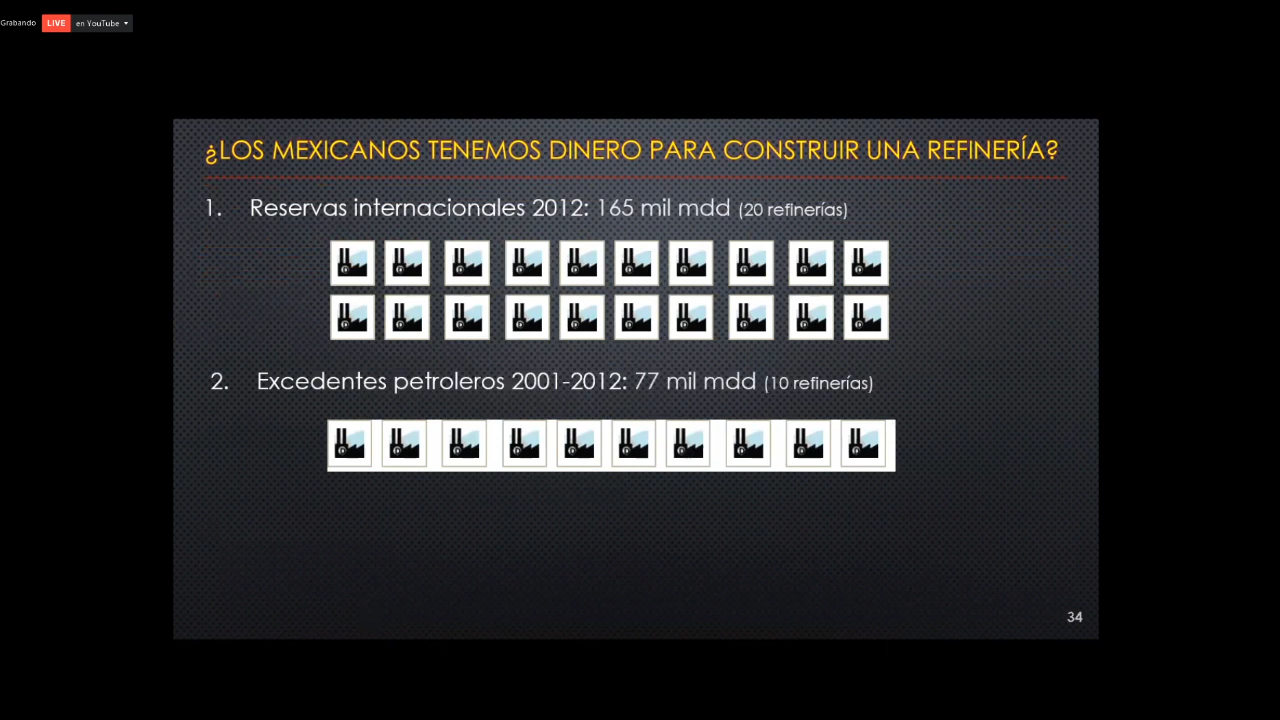 Grabando LIVE en YouTube
¿LOS MEXICANOS TENEMOS DINERO PARA CONSTRUIR UNA REFINERÍA?
1. Reservas internacionales 2012: 165 mil mdd (20 refinerías)
2. Excedentes petroleros 2001-2012: 77 mil mdd (10 refinerías)
34